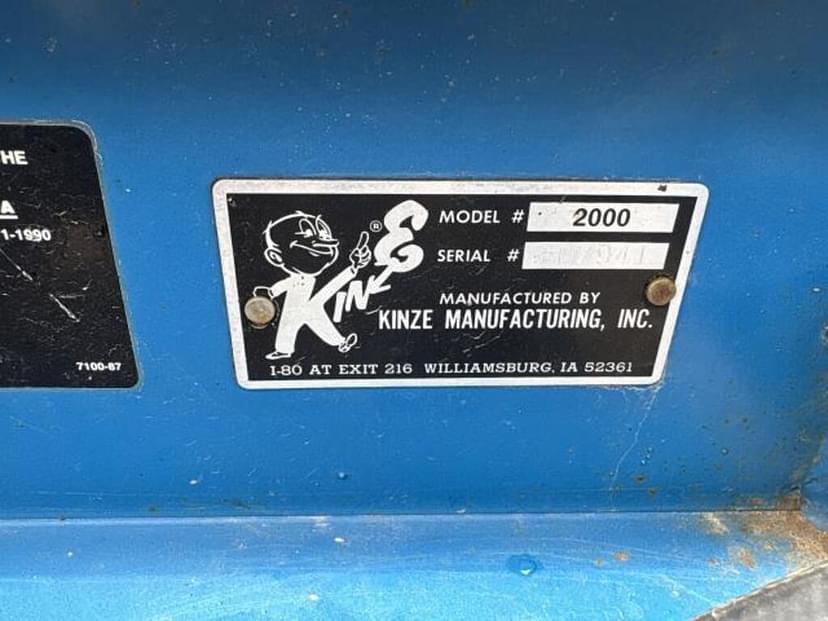 HE
A
1-1990
7100-87
KINZE ®
MODEL # 2000
SERIAL #
MANUFACTURED BY
KINZE MANUFACTURING, INC.
I-80 AT EXIT 216 WILLIAMSBURG, IA 52361